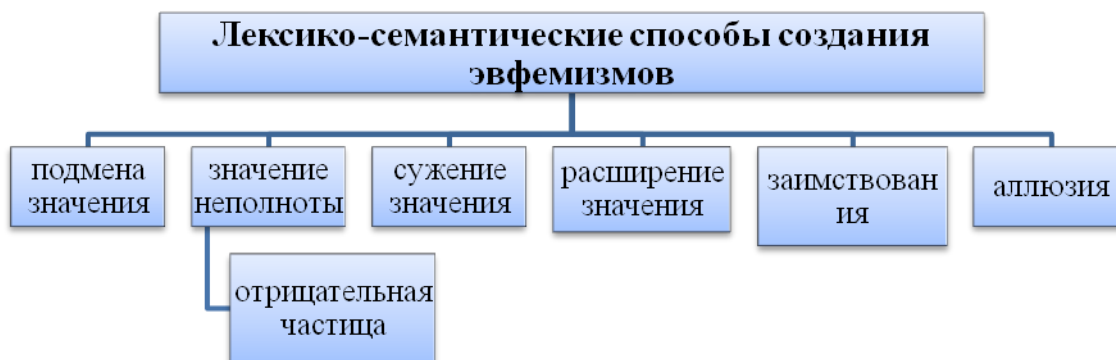 Лексико-семантические способы создания
эвфемизмов
подмена
значения
значение
неполноты
сужение
значения
расширение
значения
заимствован
ия
аллюзия
отрицательная
частица